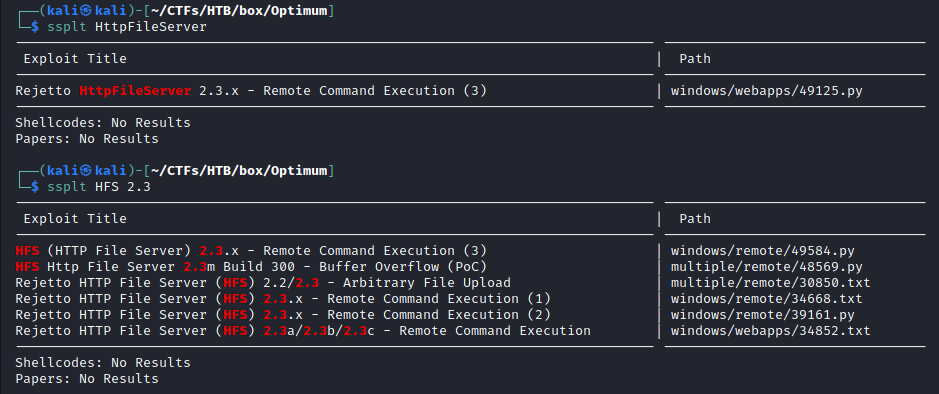 (kali㉿kali)-[~/CTFs/HTB/box/Optimum]
$ ssplt HttpFileServer
Exploit Title | Path
Rejetto HttpFileServer 2.3.x - Remote Command Execution (3) | windows/webapps/49125.py
Shellcodes: No Results
Papers: No Results
(kali㉿kali)-[~/CTFs/HTB/box/Optimum]
$ ssplt HFS 2.3
Exploit Title | Path
HFS (HTTP File Server) 2.3.x - Remote Command Execution (3) | windows/remote/49584.py
HFS Http File Server 2.3m Build 300 - Buffer Overflow (PoC) | multiple/remote/48569.py
Rejetto HTTP File Server (HFS) 2.2/2.3 - Arbitrary File Upload | multiple/remote/30850.txt
Rejetto HTTP File Server (HFS) 2.3.x - Remote Command Execution (1) | windows/remote/34668.txt
Rejetto HTTP File Server (HFS) 2.3.x - Remote Command Execution (2) | windows/remote/39161.py
Rejetto HTTP File Server (HFS) 2.3a/2.3b/2.3c - Remote Command Execution | windows/webapps/34852.txt
Shellcodes: No Results
Papers: No Results